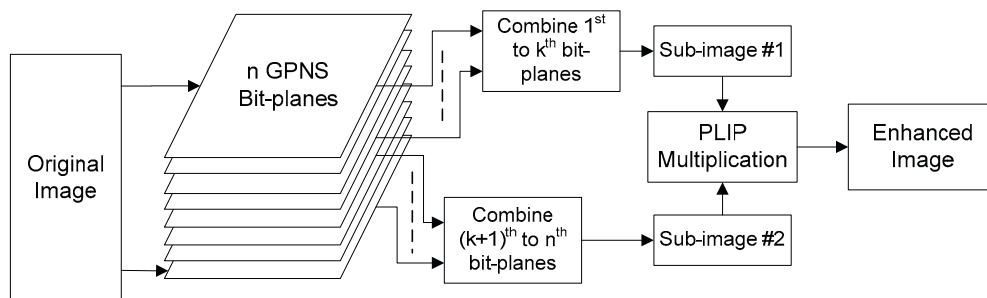 Original
Image
n GPNS
Bit-planes
Combine 1st
to kth bit-
planes
Combine
(k+1)th to nth
bit-planes
Sub-image #1
PLIP
Multiplication
Sub-image #2
Enhanced
Image